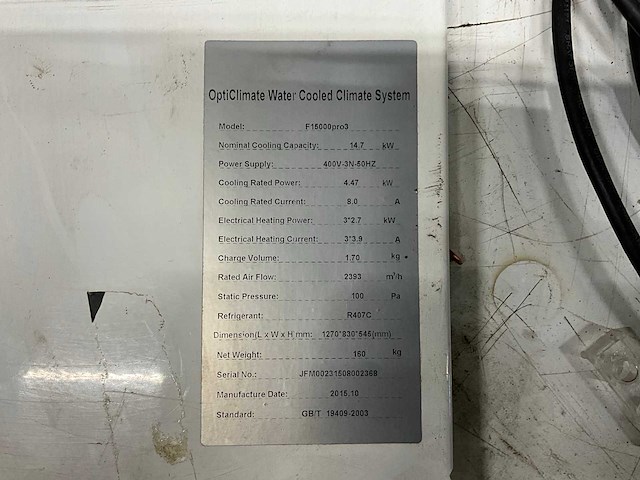 OptiClimate Water Cooled Climate System
Model: F15000pro3
Nominal Cooling Capacity: 14.7 kW
Power Supply: 400V-3N-50HZ
Cooling Rated Power: 4.47 kW
Cooling Rated Current: 8.0 A
Electrical Heating Power: 3*2.7 kW
Electrical Heating Current: 3*3.9 A
Charge Volume: 1.70 kg
Rated Air Flow: 2393 m³/h
Static Pressure: 100 Pa
Refrigerant: R407C
Dimension(L x W x H mm: 1270*830*545(mm)
Net Weight: 160 kg
Serial No.: JFM00231508002368
Manufacture Date: 2015.10
Standard: GB/T 19409-2003